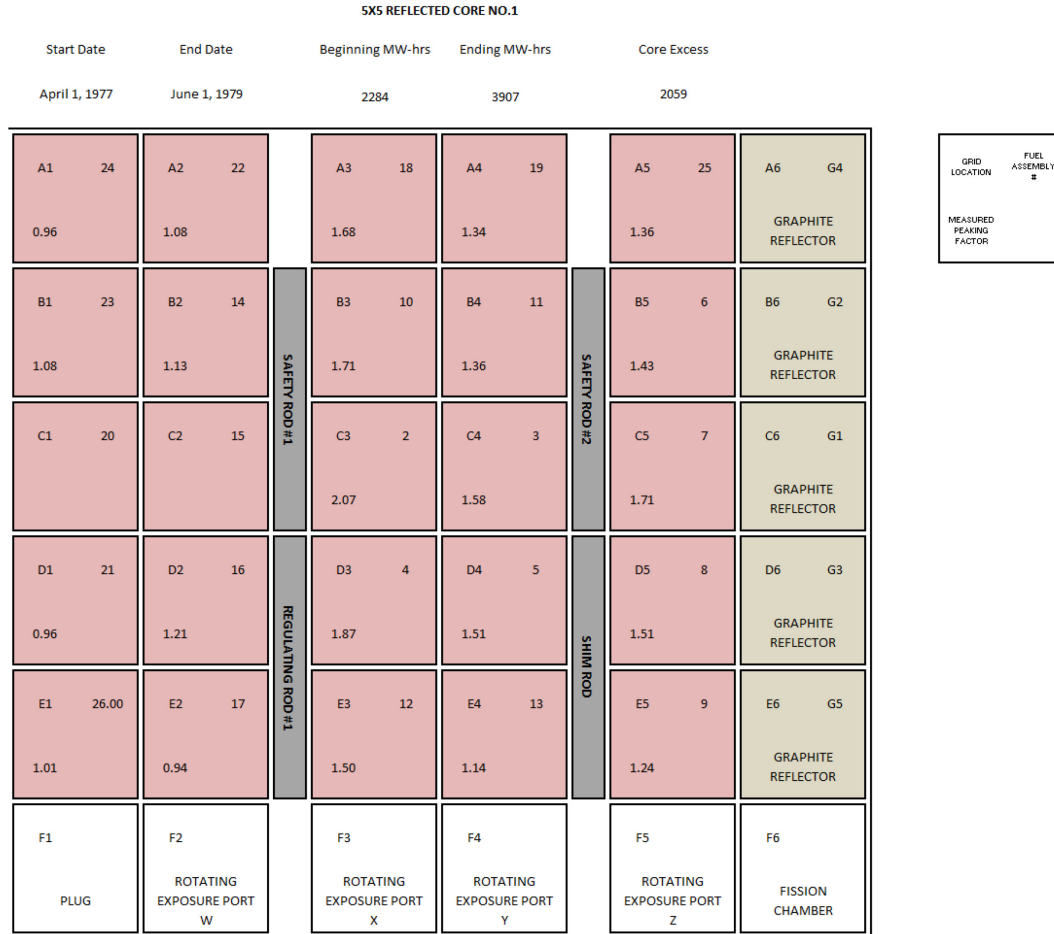 5X5 REFLECTED CORE NO.1
Start Date End Date Beginning MW-hrs Ending MW-hrs Core Excess
April 1, 1977 June 1, 1979 2284 3907 2059
A1 24 A2 22 A3 18 A4 19 A5 25 A6 G4
0.96 1.08 1.68 1.34 1.36 GRAPHITE
REFLECTOR
GRID
LOCATION
FUEL
ASSEMBLY
#
MEASURED
PEAKING
FACTOR
B1 23 B2 14 B3 10 B4 11 B5 6 B6 G2
1.08 1.13 1.71 1.36 1.43 GRAPHITE
REFLECTOR
SAFETY ROD #1
SAFETY ROD #2
C1 20 C2 15 C3 2 C4 3 C5 7 C6 G1
2.07 1.58 1.71 GRAPHITE
REFLECTOR
D1 21 D2 16 D3 4 D4 5 D5 8 D6 G3
0.96 1.21 1.87 1.51 1.51 GRAPHITE
REFLECTOR
REGULATING ROD #1
SHIM ROD
E1 26.00 E2 17 E3 12 E4 13 E5 9 E6 G5
1.01 0.94 1.50 1.14 1.24 GRAPHITE
REFLECTOR
F1 F2 F3 F4 F5 F6
PLUG
ROTATING
EXPOSURE PORT
W
ROTATING
EXPOSURE PORT
X
ROTATING
EXPOSURE PORT
Y
ROTATING
EXPOSURE PORT
Z
FISSION
CHAMBER